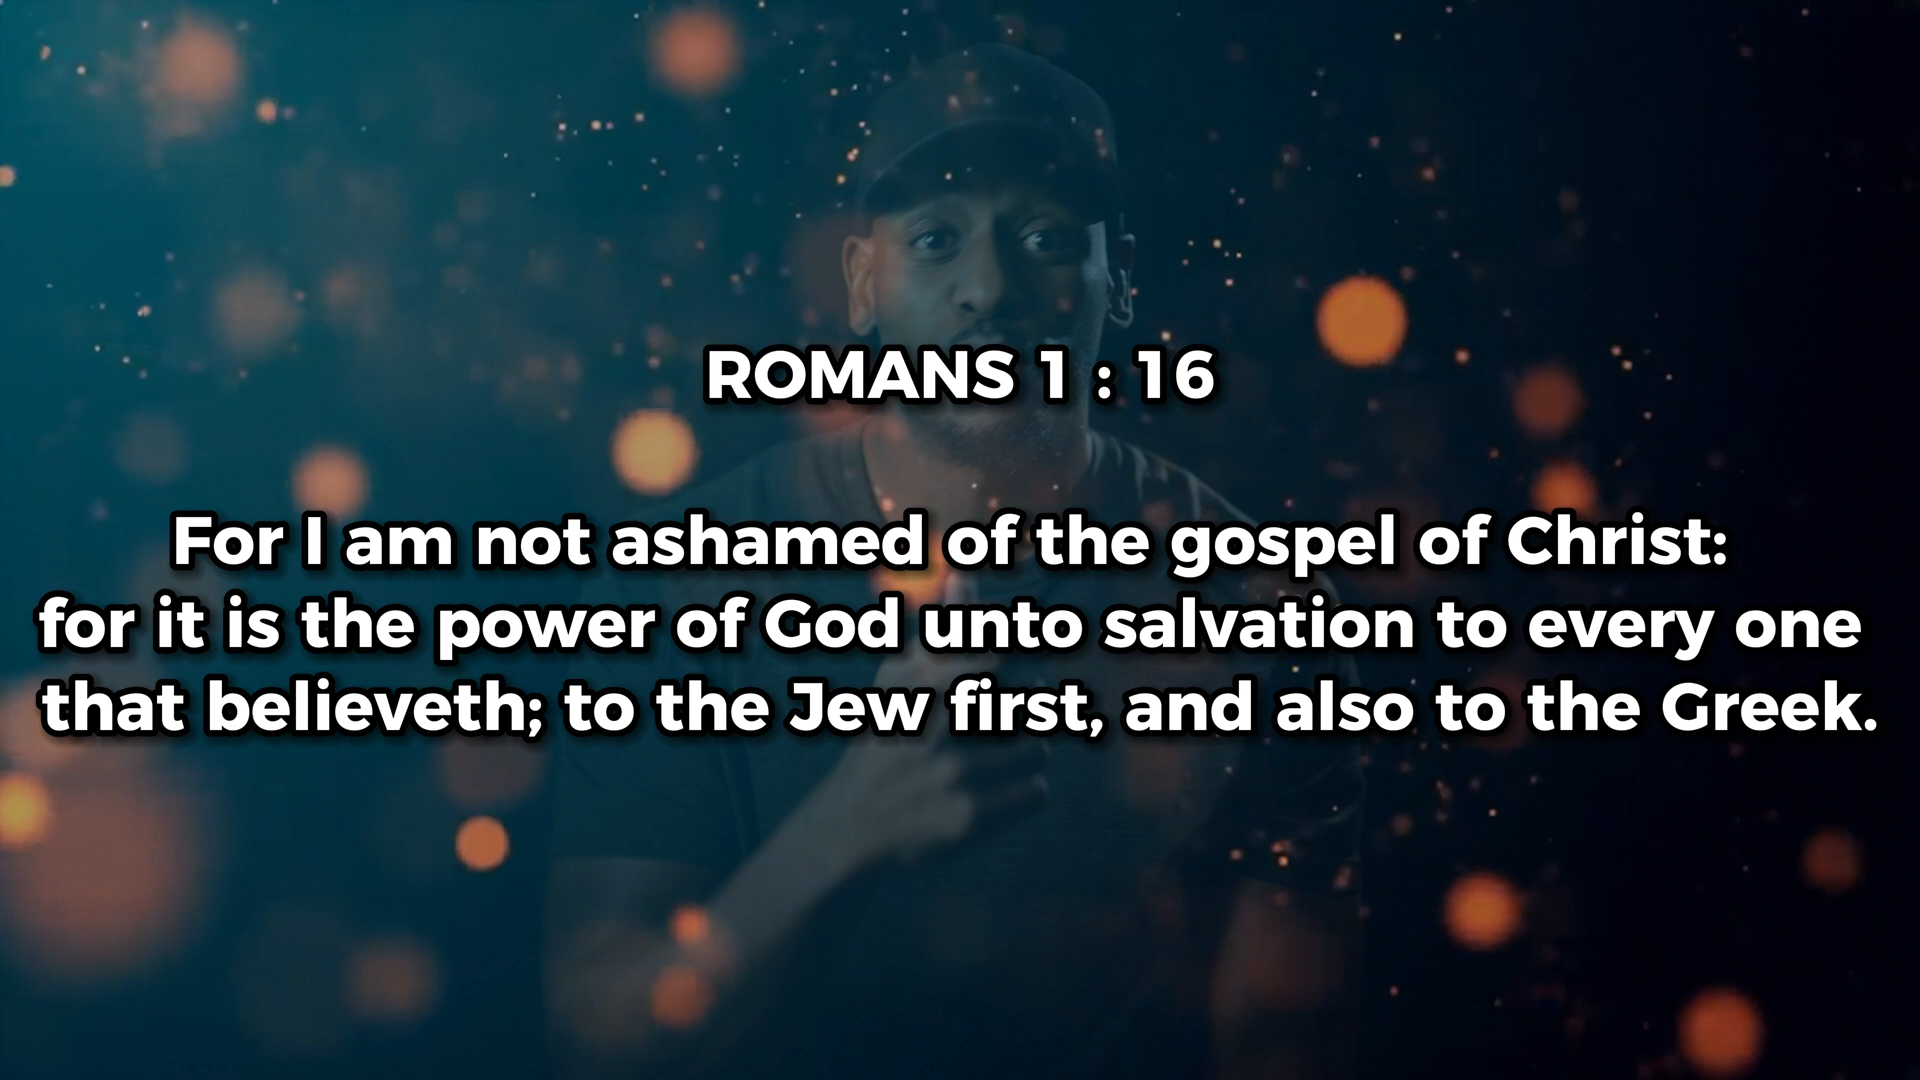 ROMANS 1 : 16
For I am not ashamed of the gospel of Christ:
for it is the power of God unto salvation to every one
that believeth; to the Jew first, and also to the Greek.